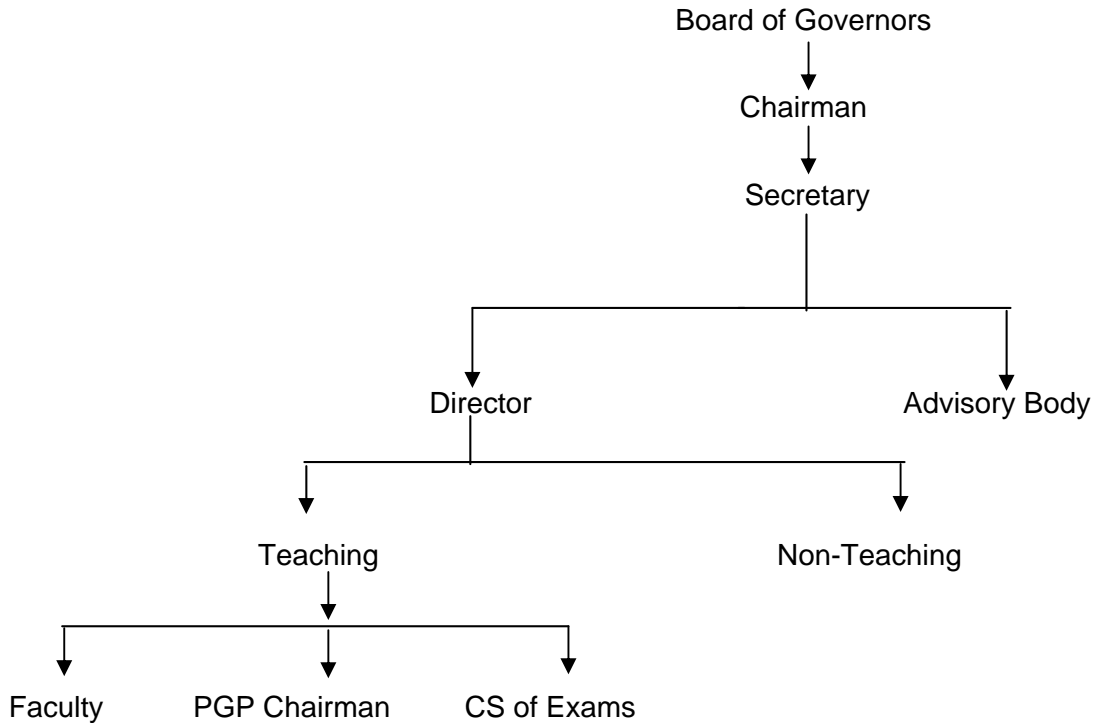 Board of Governors
Chairman
Secretary
Director
Advisory Body
Teaching
Non-Teaching
Faculty
PGP Chairman
CS of Exams